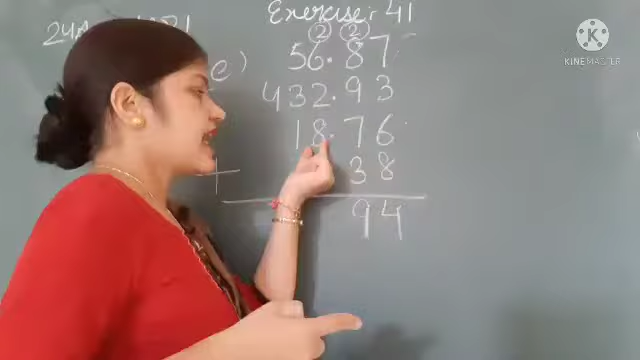 Exercise:- 41
② ②
e) 56.87
432.93
18.76
+ 38
94
KINEMASTER